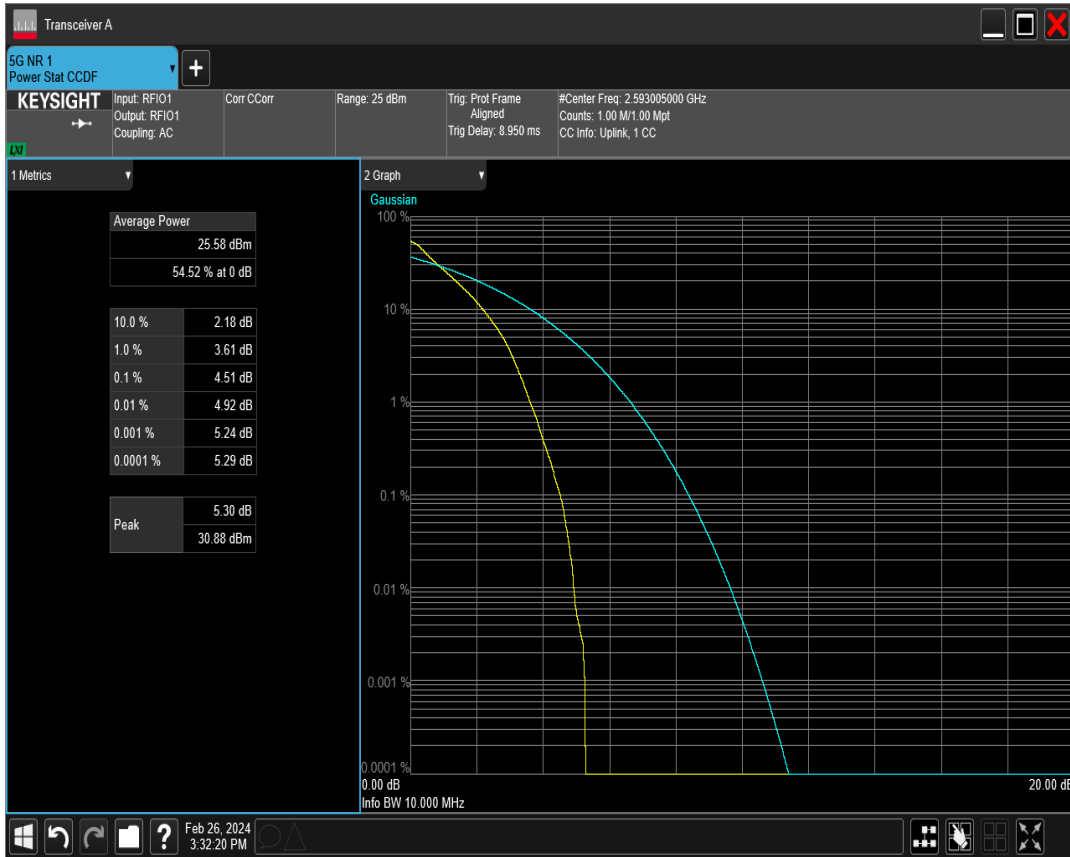 Transceiver A
5G NR 1
Power Stat CCDF
+
KEYSIGHT
LXI
Input: RFIO1
Output: RFIO1
Coupling: AC
Corr CCorr
Range: 25 dBm
Trig: Prot Frame
Aligned
Trig Delay: 8.950 ms
#Center Freq: 2.593005000 GHz
Counts: 1.00 M/1.00 Mpt
CC Info: Uplink, 1 CC
1 Metrics
Average Power
25.58 dBm
54.52 % at 0 dB
10.0 % 2.18 dB
1.0 % 3.61 dB
0.1 % 4.51 dB
0.01 % 4.92 dB
0.001 % 5.24 dB
0.0001 % 5.29 dB
Peak
5.30 dB
30.88 dBm
2 Graph
Gaussian
100 %
10 %
1 %
0.1 %
0.01 %
0.001 %
0.0001 %
0.00 dB 20.00 dB
Info BW 10.000 MHz
?
Feb 26, 2024
3:32:20 PM